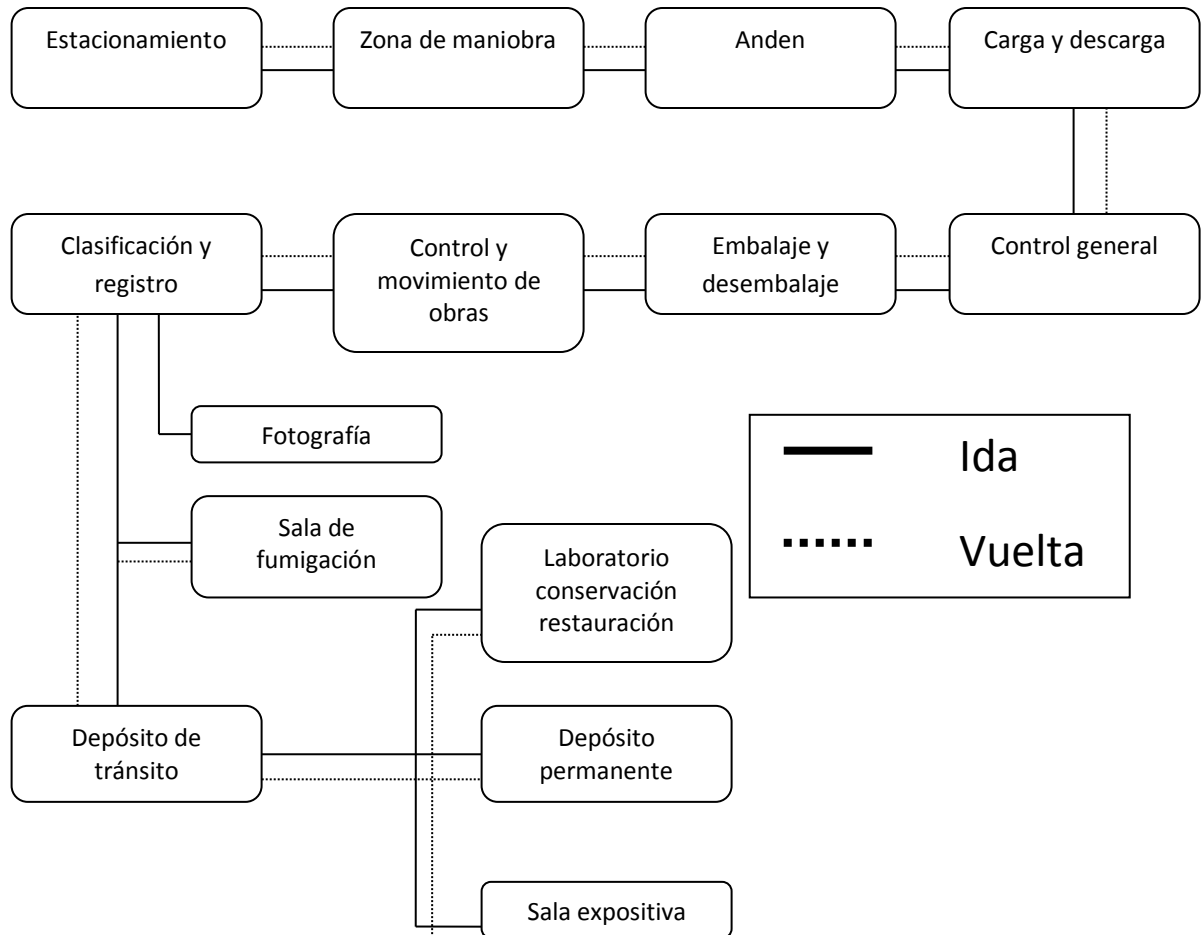 Estacionamiento
Zona de maniobra
Anden
Carga y descarga
Clasificación y
registro
Control y
movimiento de
obras
Embalaje y
desembalaje
Control general
Fotografía
Ida
Vuelta
Sala de
fumigación
Laboratorio
conservación
restauración
Depósito de
tránsito
Depósito
permanente
Sala expositiva